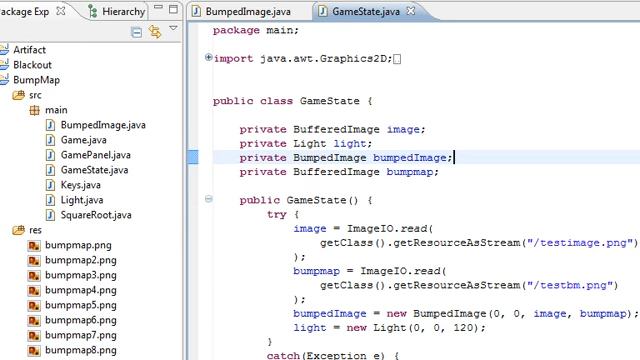 Package Exp
Hierarchy
Artifact
Blackout
BumpMap
src
main
BumpedImage.java
Game.java
GamePanel.java
GameState.java
Keys.java
Light.java
SquareRoot.java
res
bumpmap.png
bumpmap2.png
bumpmap3.png
bumpmap4.png
bumpmap5.png
bumpmap6.png
bumpmap7.png
bumpmap8.png
BumpedImage.java
GameState.java
package main;
import java.awt.Graphics2D;
public class GameState {
private BufferedImage image;
private Light light;
private BumpedImage bumpedImage;
private BufferedImage bumpmap;
public GameState() {
try {
image = ImageIO.read(
getClass().getResourceAsStream("/testimage.png")
);
bumpmap = ImageIO.read(
getClass().getResourceAsStream("/testbm.png")
);
bumpedImage = new BumpedImage(0, 0, image, bumpmap);
light = new Light(0, 0, 120);
}
catch(Exception e) {